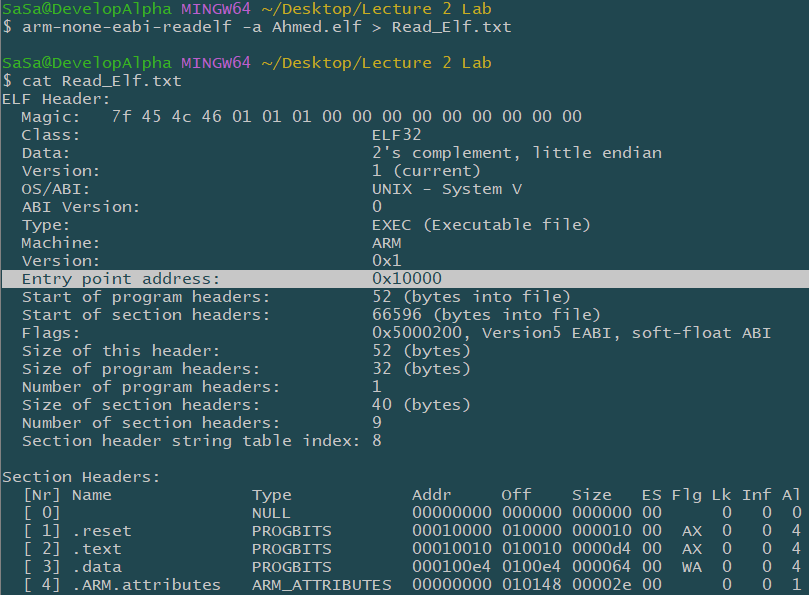 SaSa@DevelopAlpha MINGW64 ~/Desktop/Lecture 2 Lab
$ arm-none-eabi-readelf -a Ahmed.elf > Read_Elf.txt

SaSa@DevelopAlpha MINGW64 ~/Desktop/Lecture 2 Lab
$ cat Read_Elf.txt
ELF Header:
  Magic:   7f 45 4c 46 01 01 01 00 00 00 00 00 00 00 00 00
  Class:                             ELF32
  Data:                              2's complement, little endian
  Version:                           1 (current)
  OS/ABI:                            UNIX - System V
  ABI Version:                       0
  Type:                              EXEC (Executable file)
  Machine:                           ARM
  Version:                           0x1
  Entry point address:               0x10000
  Start of program headers:          52 (bytes into file)
  Start of section headers:          66596 (bytes into file)
  Flags:                             0x5000200, Version5 EABI, soft-float ABI
  Size of this header:               52 (bytes)
  Size of program headers:           32 (bytes)
  Number of program headers:         1
  Size of section headers:           40 (bytes)
  Number of section headers:         9
  Section header string table index: 8

Section Headers:
  [Nr] Name              Type            Addr     Off    Size   ES Flg Lk Inf Al
  [ 0]                   NULL            00000000 000000 000000 00      0   0  0
  [ 1] .reset            PROGBITS        00010000 010000 000010 00  AX  0   0  4
  [ 2] .text             PROGBITS        00010010 010010 0000d4 00  AX  0   0  4
  [ 3] .data             PROGBITS        000100e4 0100e4 000064 00  WA  0   0  4
  [ 4] .ARM.attributes   ARM_ATTRIBUTES  00000000 010148 00002e 00      0   0  1